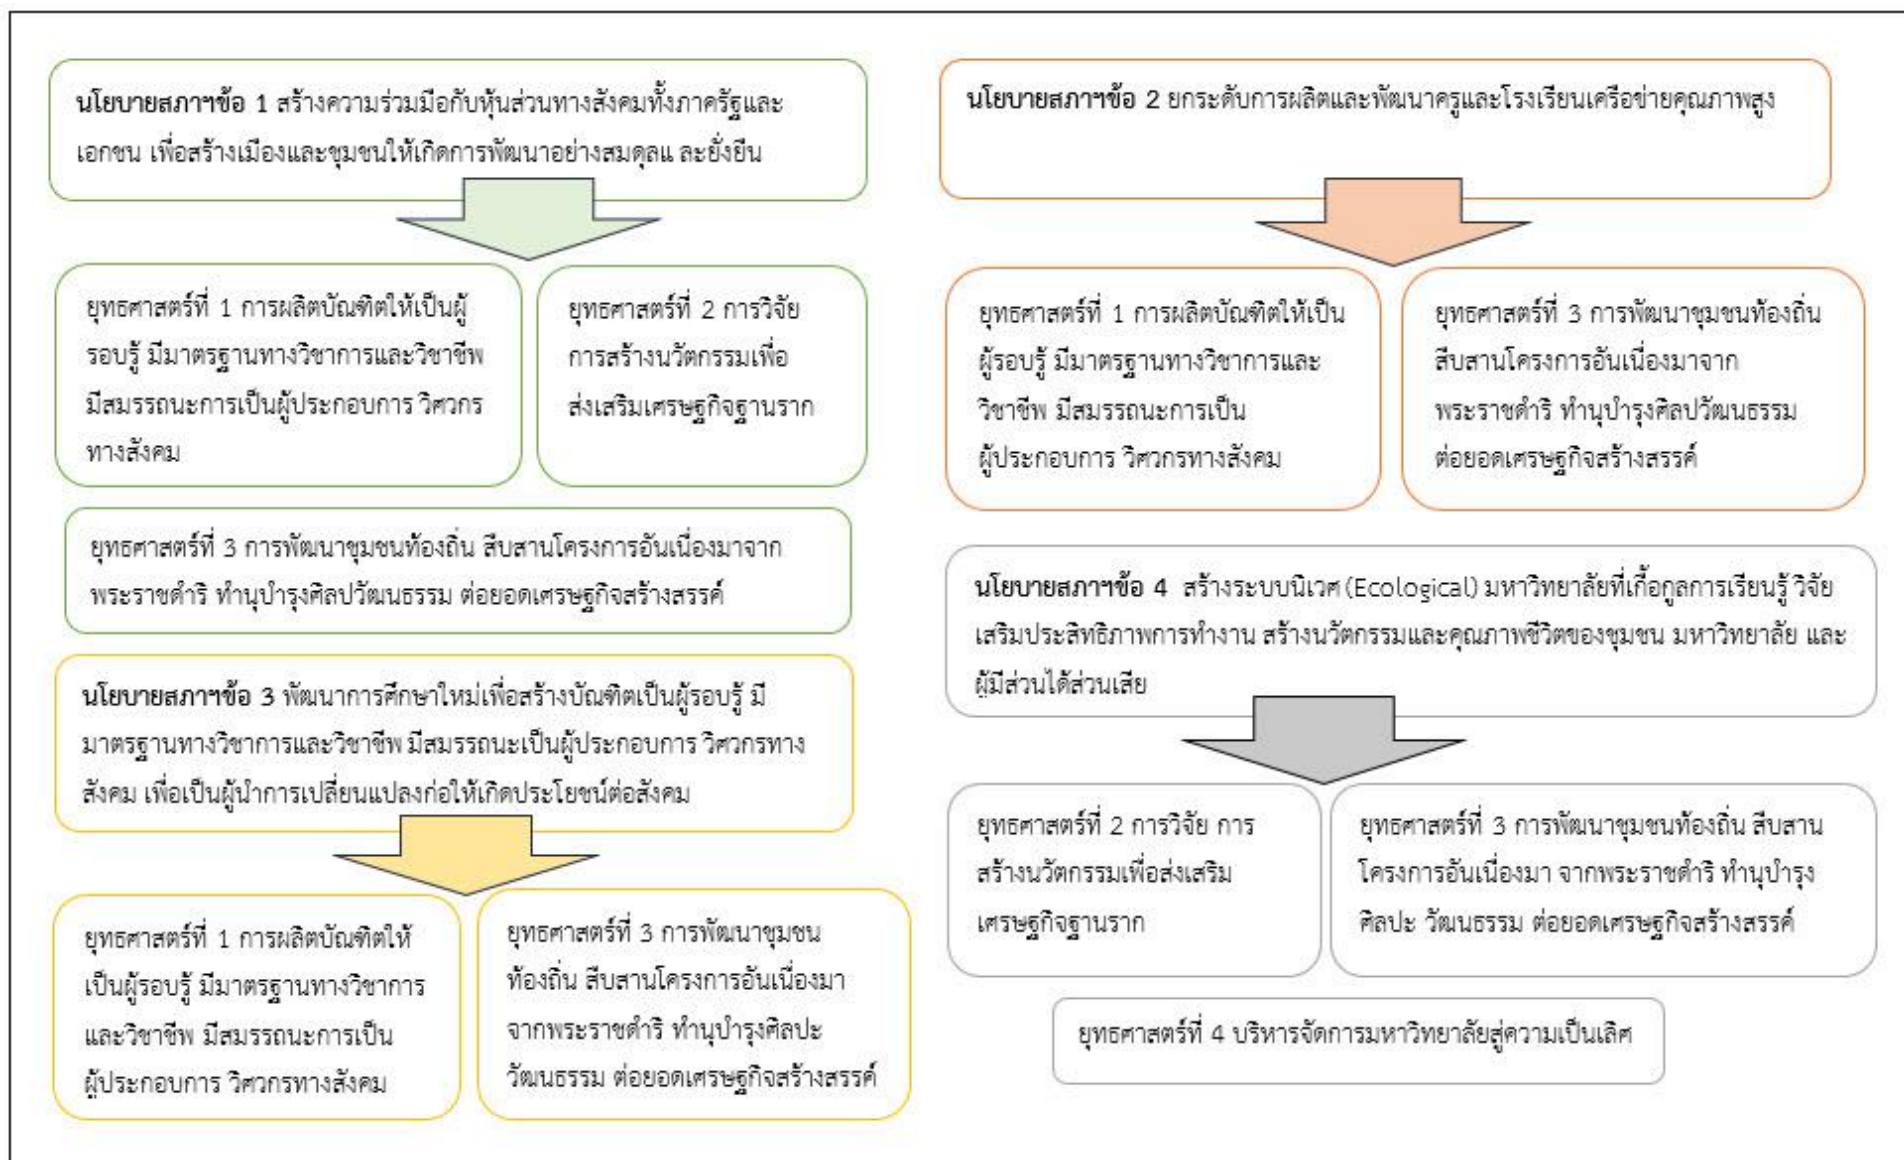 นโยบายสภาฯข้อ 1 สร้างความร่วมมือกับหุ้นส่วนทางสังคมทั้งภาครัฐและ
เอกชน เพื่อสร้างเมืองและชุมชนให้เกิดการพัฒนาอย่างสมดุลแ ละยั่งยืน
ยุทธศาสตร์ที่ 1 การผลิตบัณฑิตให้เป็นผู้
รอบรู้ มีมาตรฐานทางวิชาการและวิชาชีพ
มีสมรรถนะการเป็นผู้ประกอบการ วิศวกร
ทางสังคม
ยุทธศาสตร์ที่ 2 การวิจัย
การสร้างนวัตกรรมเพื่อ
ส่งเสริมเศรษฐกิจฐานราก
ยุทธศาสตร์ที่ 3 การพัฒนาชุมชนท้องถิ่น สืบสานโครงการอันเนื่องมาจาก
พระราชดำริ ทำนุบำรุงศิลปวัฒนธรรม ต่อยอดเศรษฐกิจสร้างสรรค์
นโยบายสภาฯข้อ 2 ยกระดับการผลิตและพัฒนาครูและโรงเรียนเครือข่ายคุณภาพสูง
ยุทธศาสตร์ที่ 1 การผลิตบัณฑิตให้เป็น
ผู้รอบรู้ มีมาตรฐานทางวิชาการและ
วิชาชีพ มีสมรรถนะการเป็น
ผู้ประกอบการ วิศวกรทางสังคม
ยุทธศาสตร์ที่ 3 การพัฒนาชุมชนท้องถิ่น
สืบสานโครงการอันเนื่องมาจาก
พระราชดำริ ทำนุบำรุงศิลปวัฒนธรรม
ต่อยอดเศรษฐกิจสร้างสรรค์
นโยบายสภาฯข้อ 3 พัฒนาการศึกษาใหม่เพื่อสร้างบัณฑิตเป็นผู้รอบรู้ มี
มาตรฐานทางวิชาการและวิชาชีพ มีสมรรถนะเป็นผู้ประกอบการ วิศวกรทาง
สังคม เพื่อเป็นผู้นำการเปลี่ยนแปลงก่อให้เกิดประโยชน์ต่อสังคม
ยุทธศาสตร์ที่ 1 การผลิตบัณฑิตให้
เป็นผู้รอบรู้ มีมาตรฐานทางวิชาการ
และวิชาชีพ มีสมรรถนะการเป็น
ผู้ประกอบการ วิศวกรทางสังคม
ยุทธศาสตร์ที่ 3 การพัฒนาชุมชน
ท้องถิ่น สืบสานโครงการอันเนื่องมา
จากพระราชดำริ ทำนุบำรุงศิลปะ
วัฒนธรรม ต่อยอดเศรษฐกิจสร้างสรรค์
นโยบายสภาฯข้อ 4 สร้างระบบนิเวศ (Ecological) มหาวิทยาลัยที่เกื้อกูลการเรียนรู้ วิจัย
เสริมประสิทธิภาพการทำงาน สร้างนวัตกรรมและคุณภาพชีวิตของชุมชน มหาวิทยาลัย และ
ผู้มีส่วนได้ส่วนเสีย
ยุทธศาสตร์ที่ 2 การวิจัย การ
สร้างนวัตกรรมเพื่อส่งเสริม
เศรษฐกิจฐานราก
ยุทธศาสตร์ที่ 3 การพัฒนาชุมชนท้องถิ่น สืบสาน
โครงการอันเนื่องมา จากพระราชดำริ ทำนุบำรุง
ศิลปะ วัฒนธรรม ต่อยอดเศรษฐกิจสร้างสรรค์
ยุทธศาสตร์ที่ 4 บริหารจัดการมหาวิทยาลัยสู่ความเป็นเลิศ